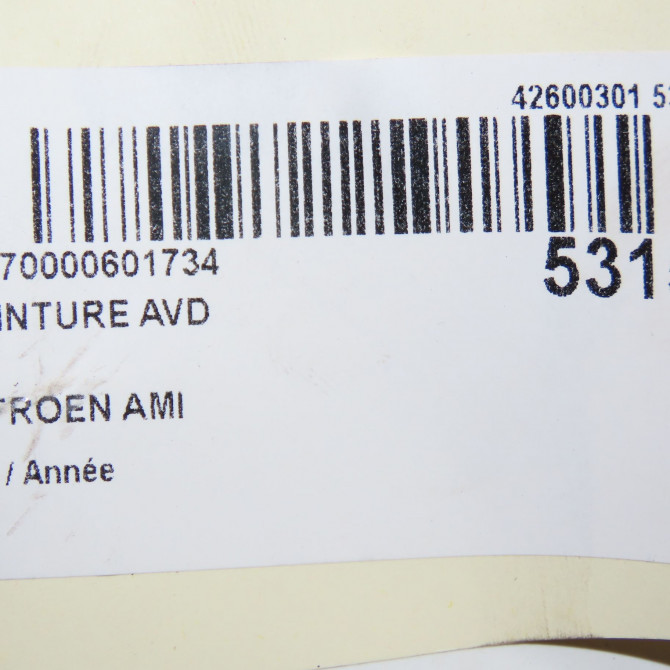 42600301 5
70000601734
531
INTURE AVD
TROEN AMI
/ Année